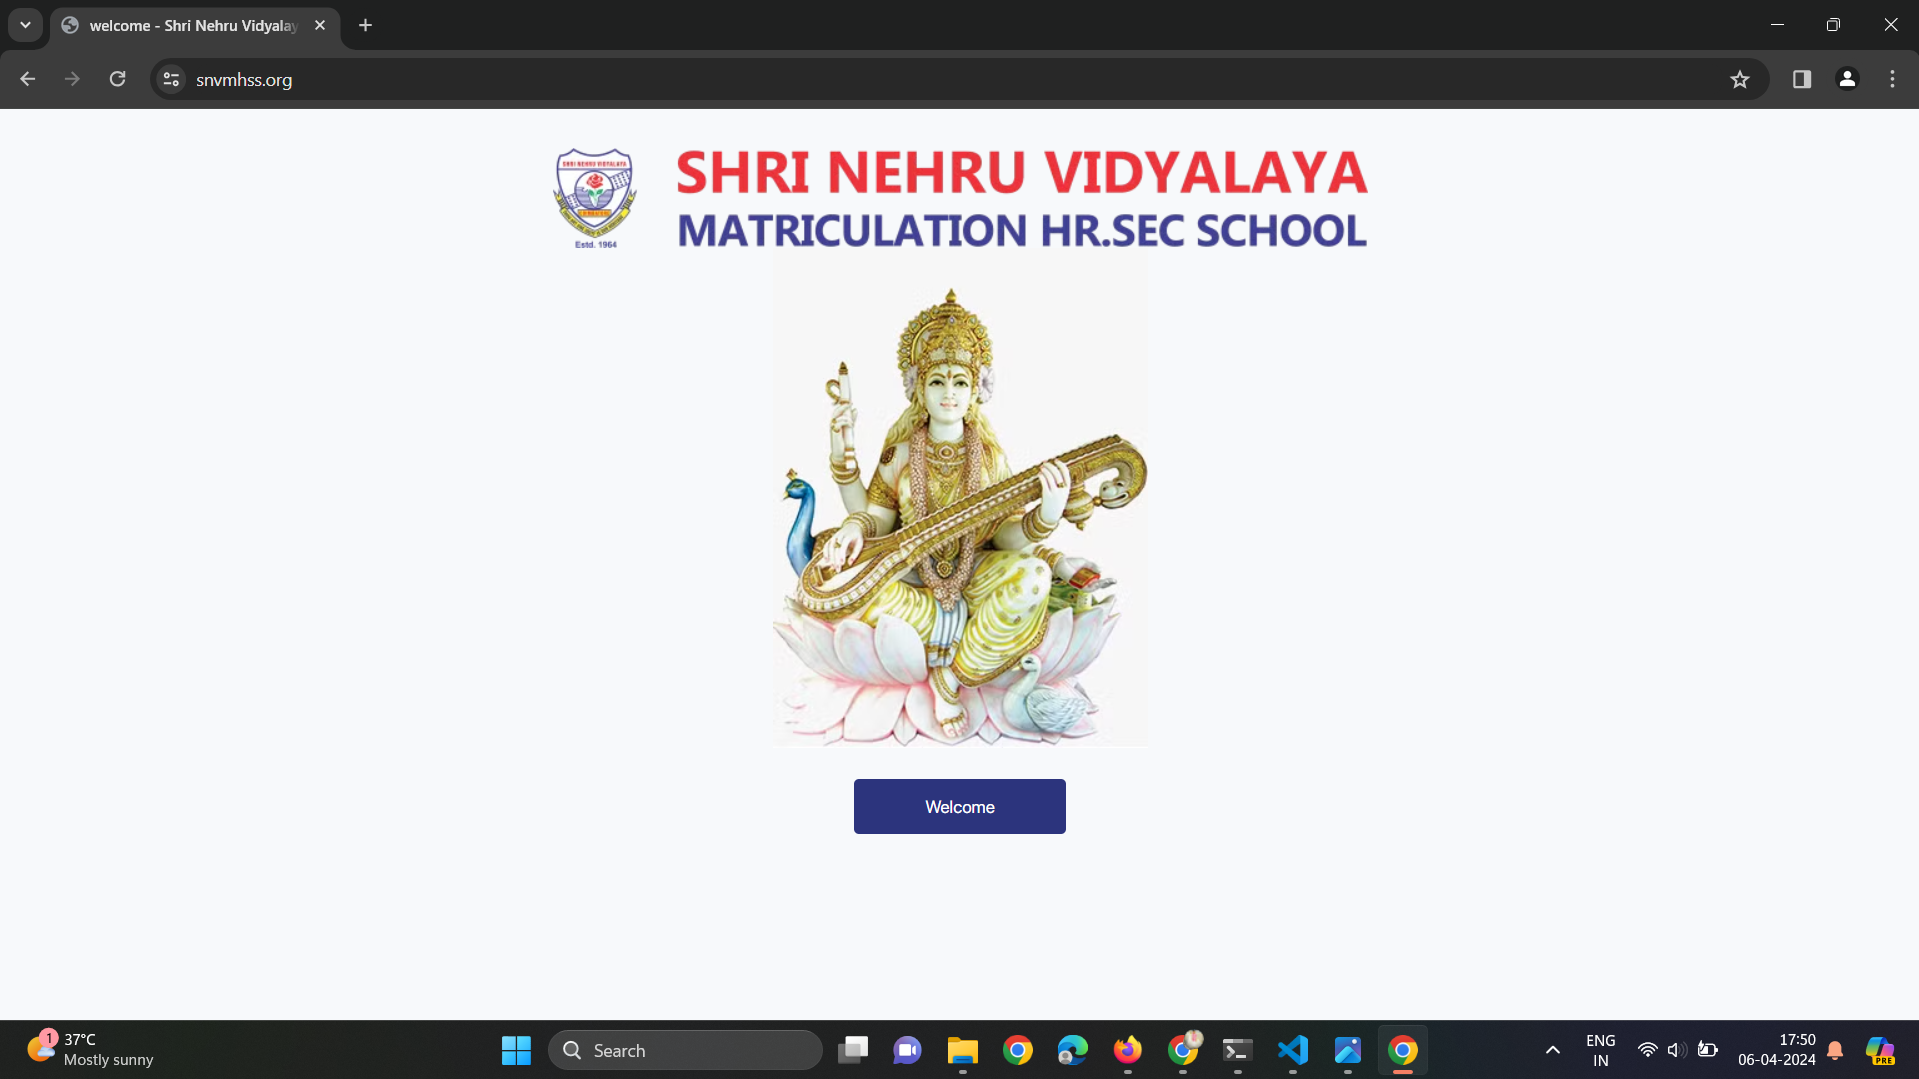 welcome - Shri Nehru Vidyalay
snvmhss.org
SHRI NEHRU VIDYALAYA
Estd. 1964
SHRI NEHRU VIDYALAYA
MATRICULATION HR.SEC SCHOOL
Welcome
1
37°C
Mostly sunny
Search
ENG
IN
17:50
06-04-2024
PRE